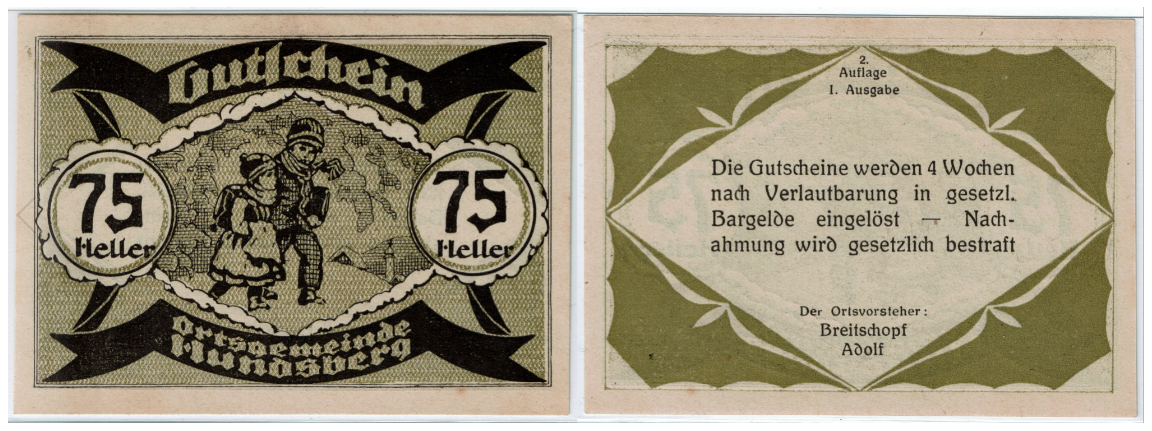 Gutschein
75
Heller
75
Heller
Ortsgemeinde
Hundsberg
2.
Auflage
I. Ausgabe
Die Gutscheine werden 4 Wochen
nach Verlautbarung in gesetzl.
Bargelde eingelöst — Nach-
ahmung wird gesetzlich bestraft
Der Ortsvorsteher:
Breitschopf
Adolf